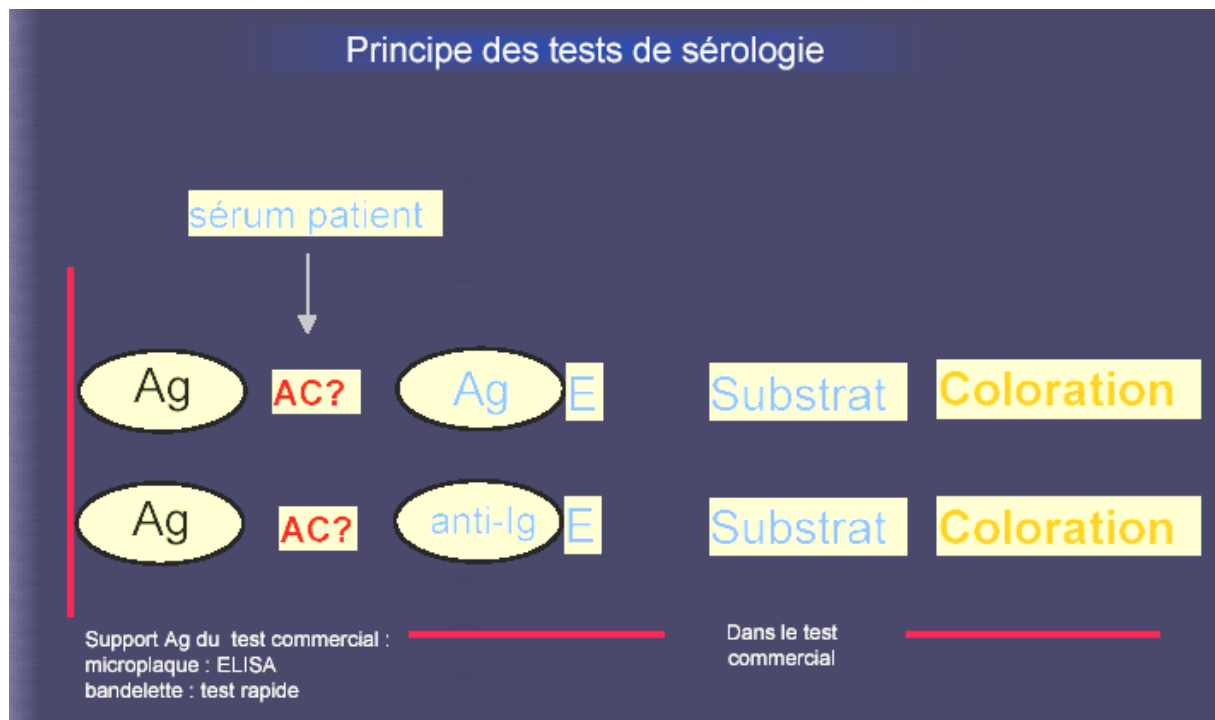 Principe des tests de sérologie
sérum patient
Ag AC? Ag E Substrat Coloration
Ag AC? anti-Ig E Substrat Coloration
Support Ag du test commercial :
microplaque : ELISA
bandelette : test rapide
Dans le test
commercial